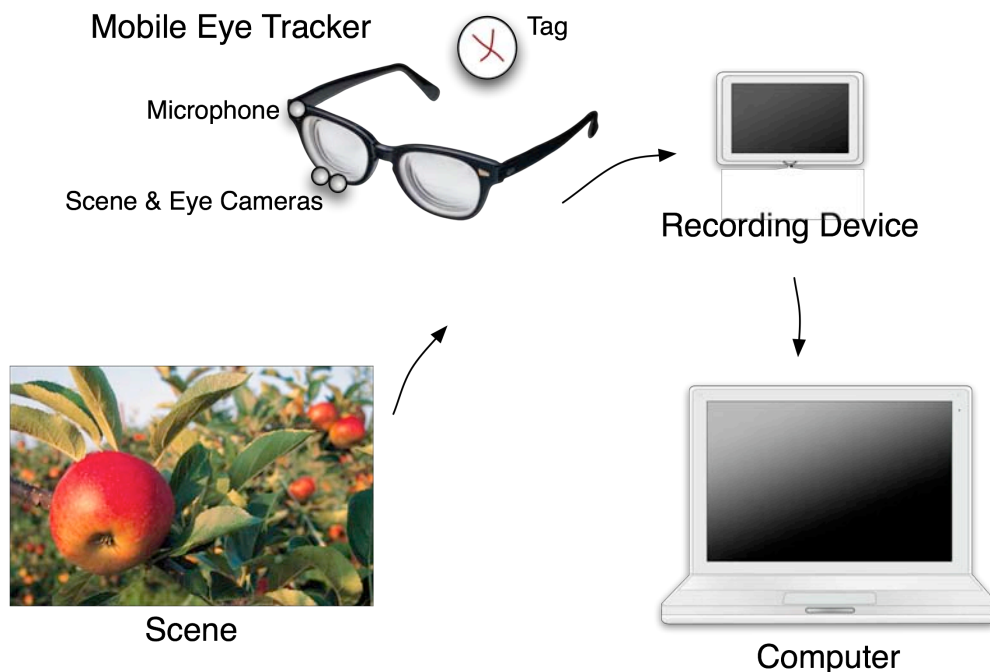 Mobile Eye Tracker
Tag
Microphone
Scene & Eye Cameras
Recording Device
Scene
Computer